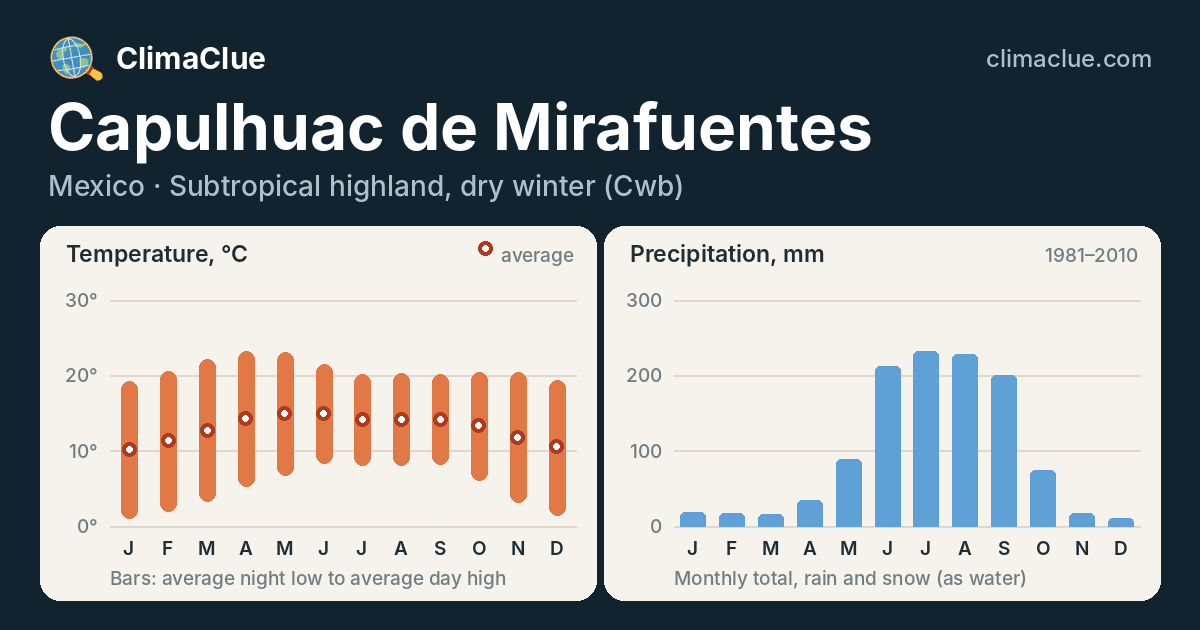 ClimaClue
climaclue.com
Capulhuac de Mirafuentes
Mexico · Subtropical highland, dry winter (Cwb)
Temperature, °C
average
30°
20°
10°
0°
J F M A M J J A S O N D
Bars: average night low to average day high
Precipitation, mm
1981–2010
300
200
100
0
J F M A M J J A S O N D
Monthly total, rain and snow (as water)